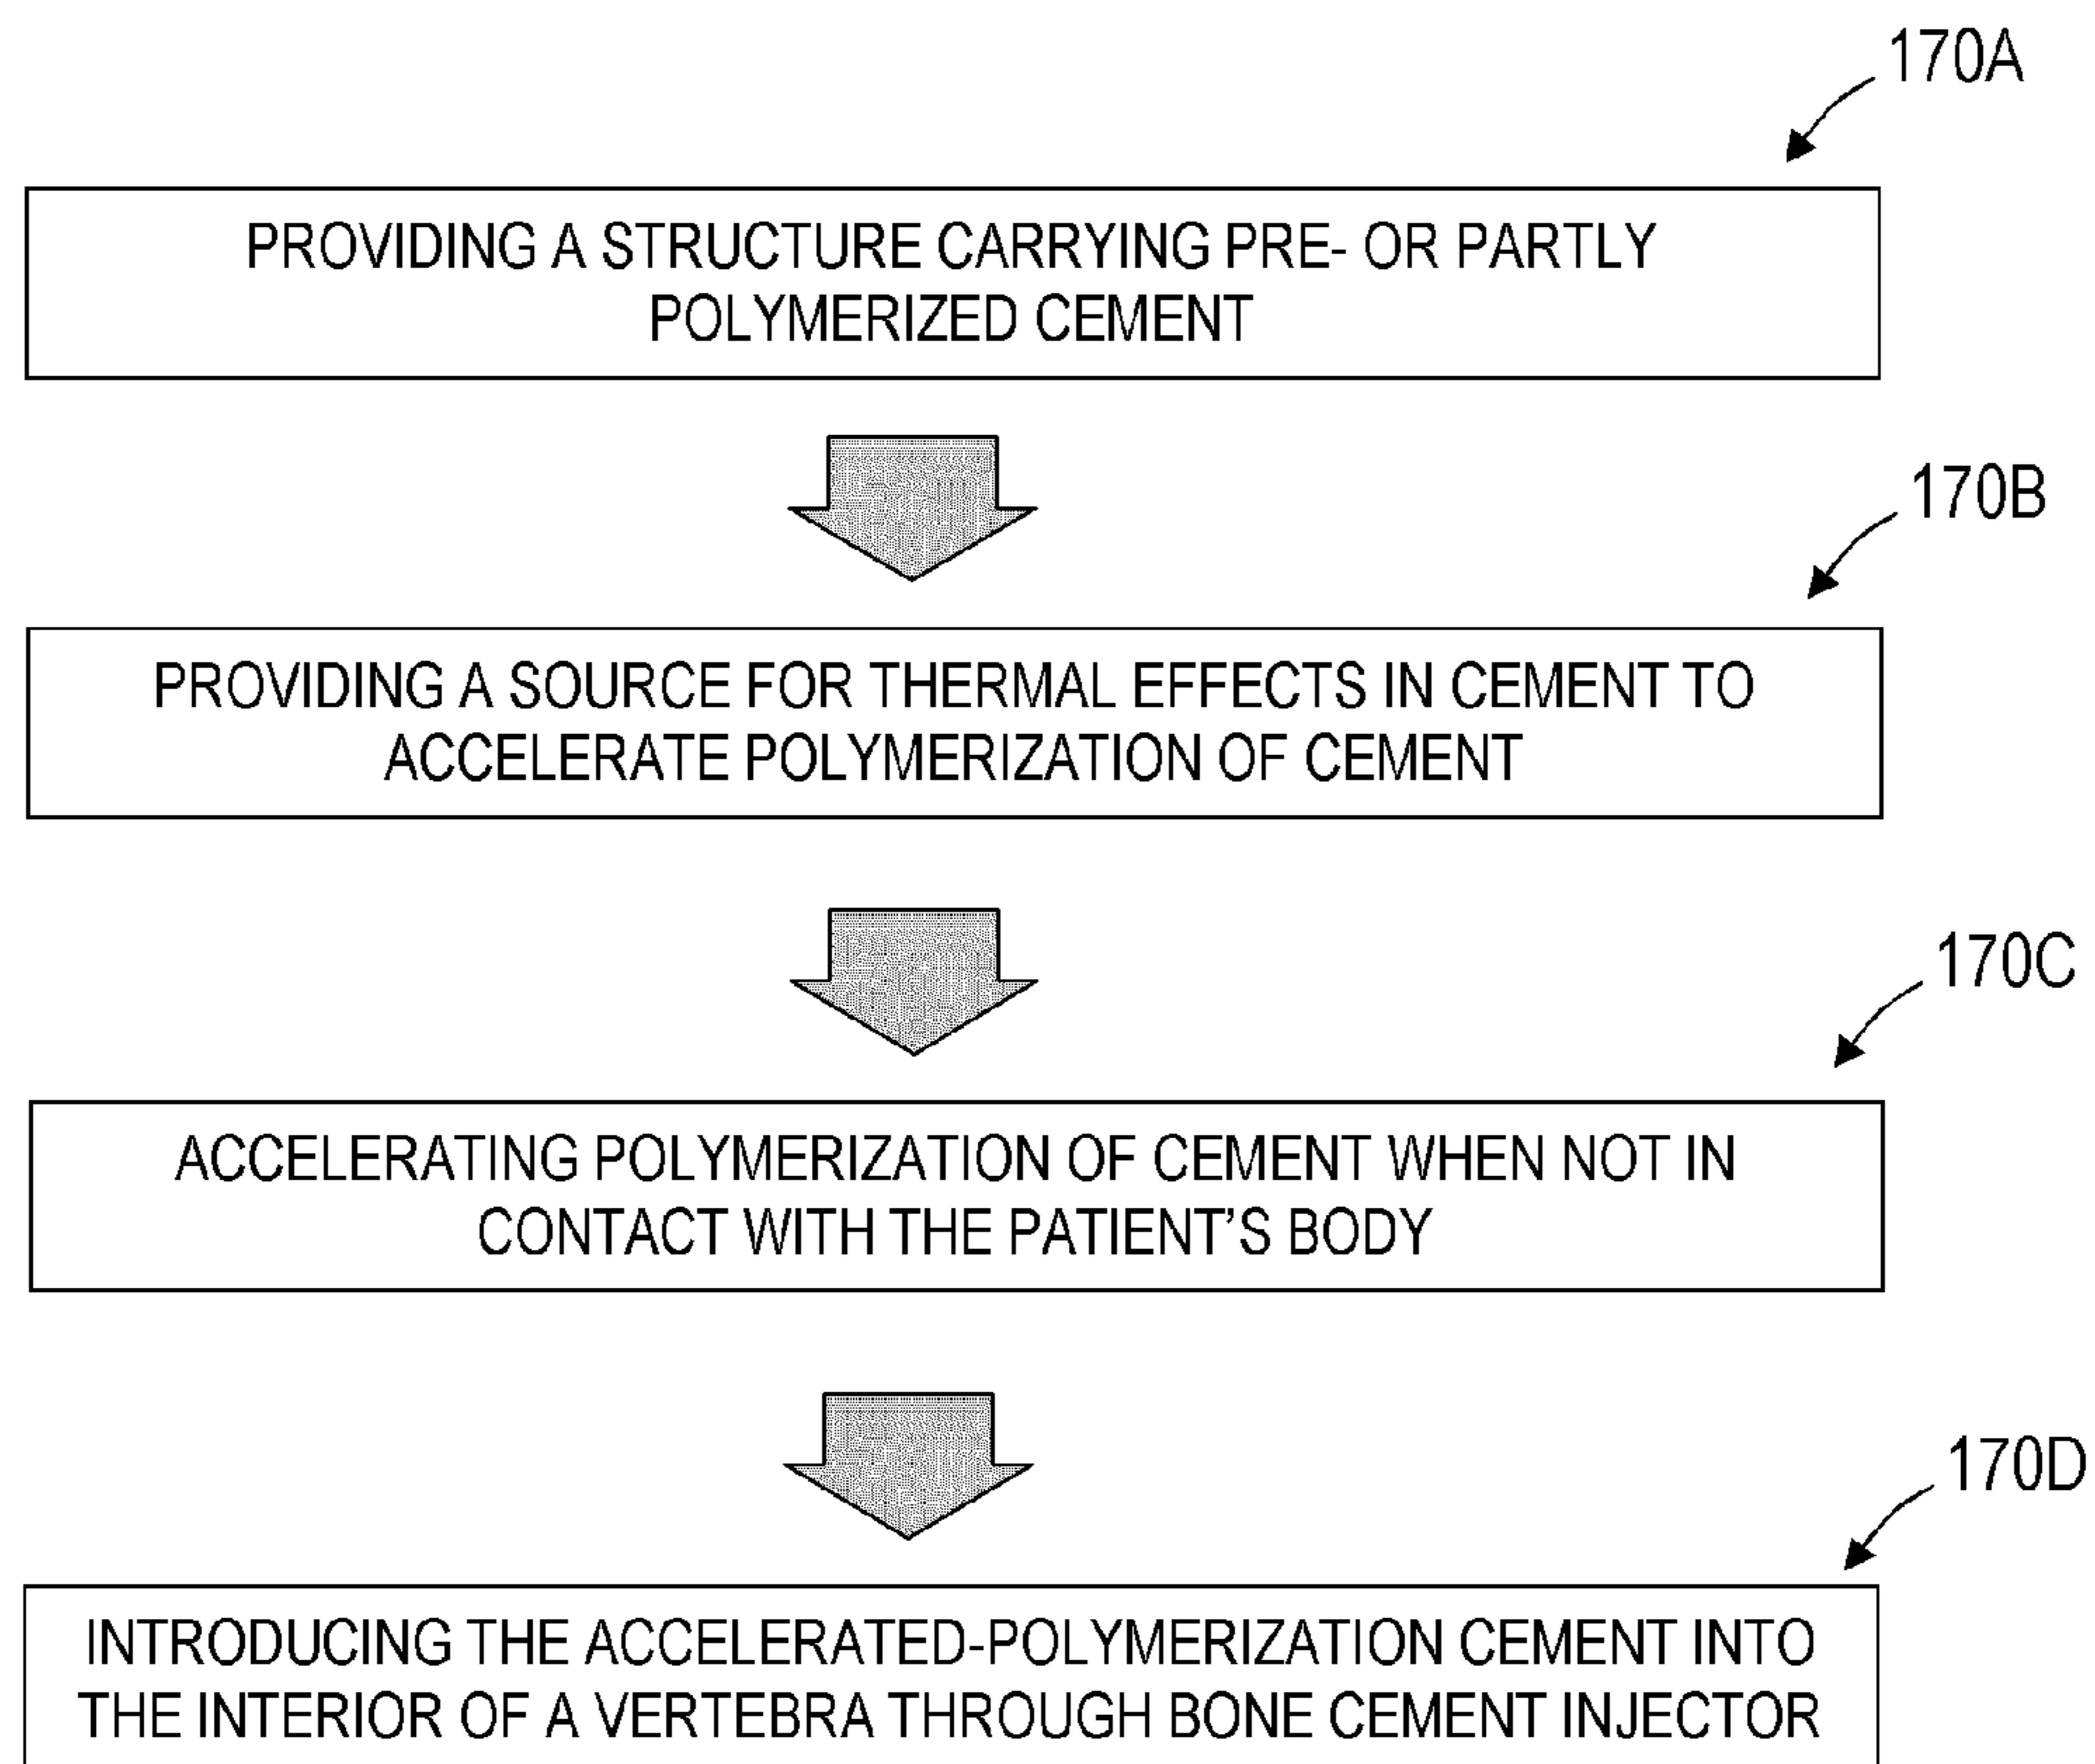 170A
PROVIDING A STRUCTURE CARRYING PRE- OR PARTLY
POLYMERIZED CEMENT
170B
PROVIDING A SOURCE FOR THERMAL EFFECTS IN CEMENT TO
ACCELERATE POLYMERIZATION OF CEMENT
170C
ACCELERATING POLYMERIZATION OF CEMENT WHEN NOT IN
CONTACT WITH THE PATIENT'S BODY
170D
INTRODUCING THE ACCELERATED-POLYMERIZATION CEMENT INTO
THE INTERIOR OF A VERTEBRA THROUGH BONE CEMENT INJECTOR